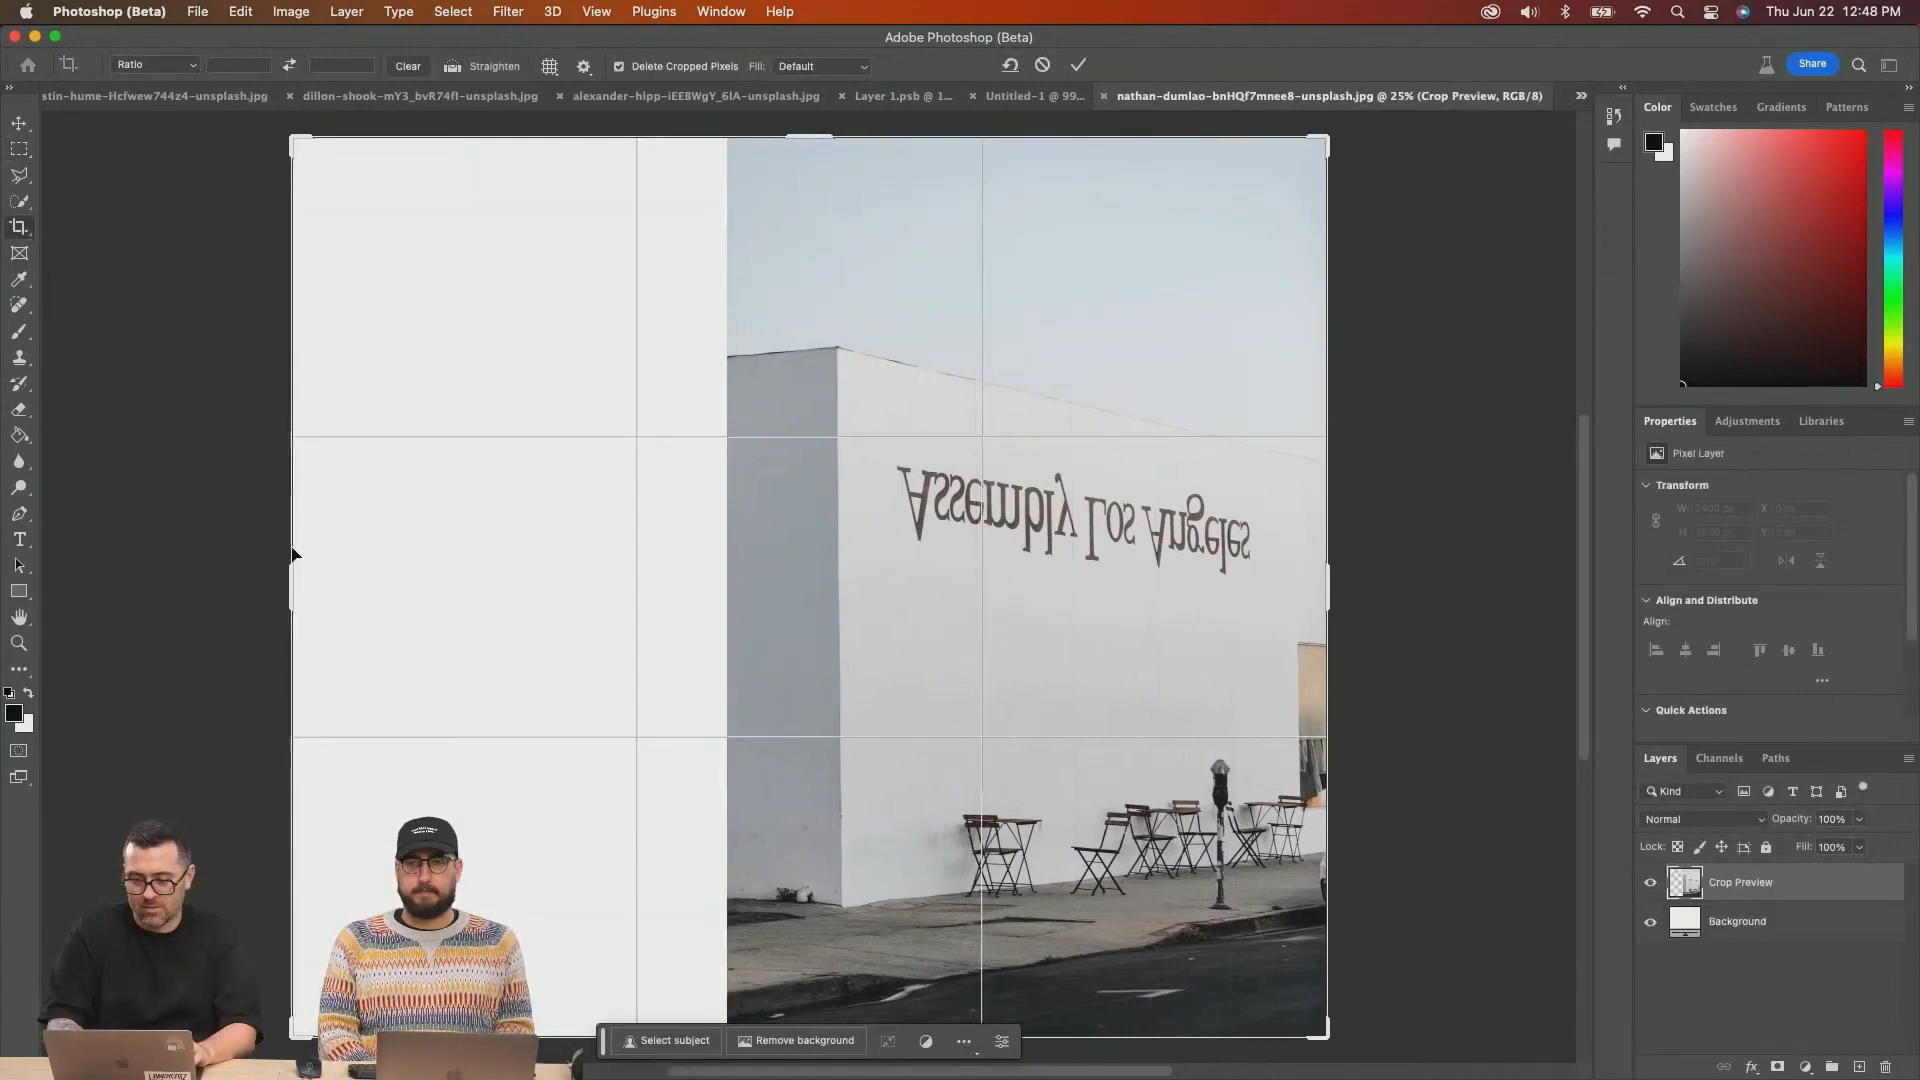 Photoshop (Beta) File Edit Image Layer Type Select Filter 3D View Plugins Window Help Thu Jun 22 12:48 PM
Adobe Photoshop (Beta)
Ratio Clear Straighten Delete Cropped Pixels Fill: Default Share
stin-hume-Hcfwew744z4-unsplash.jpg dillon-shook-mY3_bvR74fI-unsplash.jpg alexander-hipp-iEEBWgY_6lA-unsplash.jpg Layer 1.psb @ 1... Untitled-1 @ 99... nathan-dumlao-bnHQf7mnee8-unsplash.jpg @ 25% (Crop Preview, RGB/8)
Color Swatches Gradients Patterns
Properties Adjustments Libraries
Pixel Layer
Transform
W X 0 px
H Y 0 px
Align and Distribute
Align:
Quick Actions
Layers Channels Paths
Kind
Normal Opacity: 100%
Lock: Fill: 100%
Crop Preview
Background
Assembly Los Angeles
Select subject Remove background